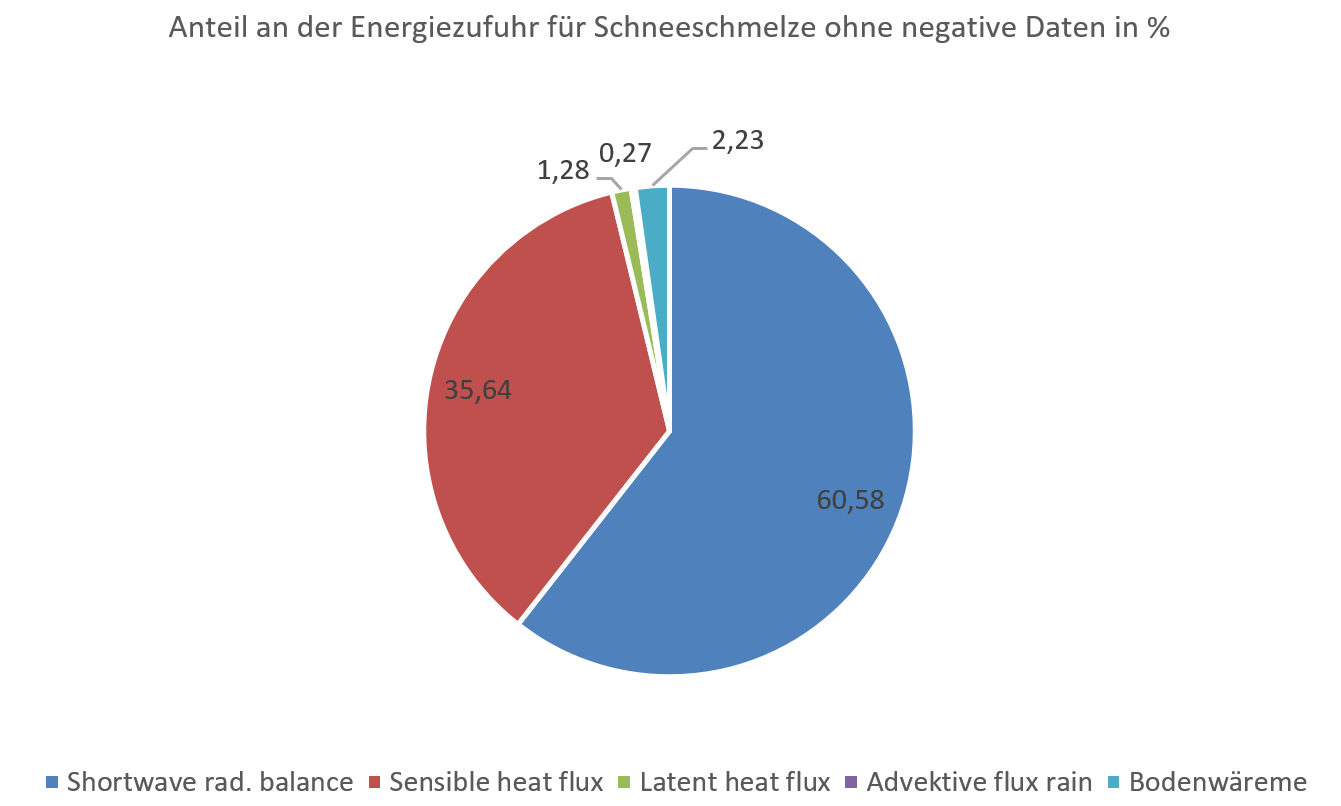 Anteil an der Energiezufuhr für Schneeschmelze ohne negative Daten in %
2,23
0,27
1,28
35,64
60,58
Shortwave rad. balance Sensible heat flux Latent heat flux Advektive flux rain Bodenwäreme